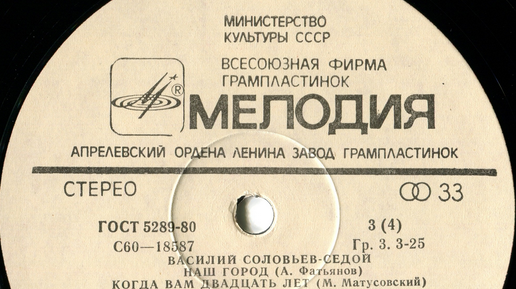 МИНИСТЕРСТВО
КУЛЬТУРЫ СССР
ВСЕСОЮЗНАЯ ФИРМА
ГРАМПЛАСТИНОК
® МЕЛОДИЯ
АПРЕЛЕВСКИЙ ОРДЕНА ЛЕНИНА ЗАВОД ГРАМПЛАСТИНОК
СТЕРЕО 33
ГОСТ 5289-80 3 (4)
С60—18587 Гр. 3. 3-25
ВАСИЛИЙ СОЛОВЬЕВ-СЕДОЙ
НАШ ГОРОД (А. Фатьянов)
КОГДА ВАМ ДВАДЦАТЬ ЛЕТ (М. Матусовский)